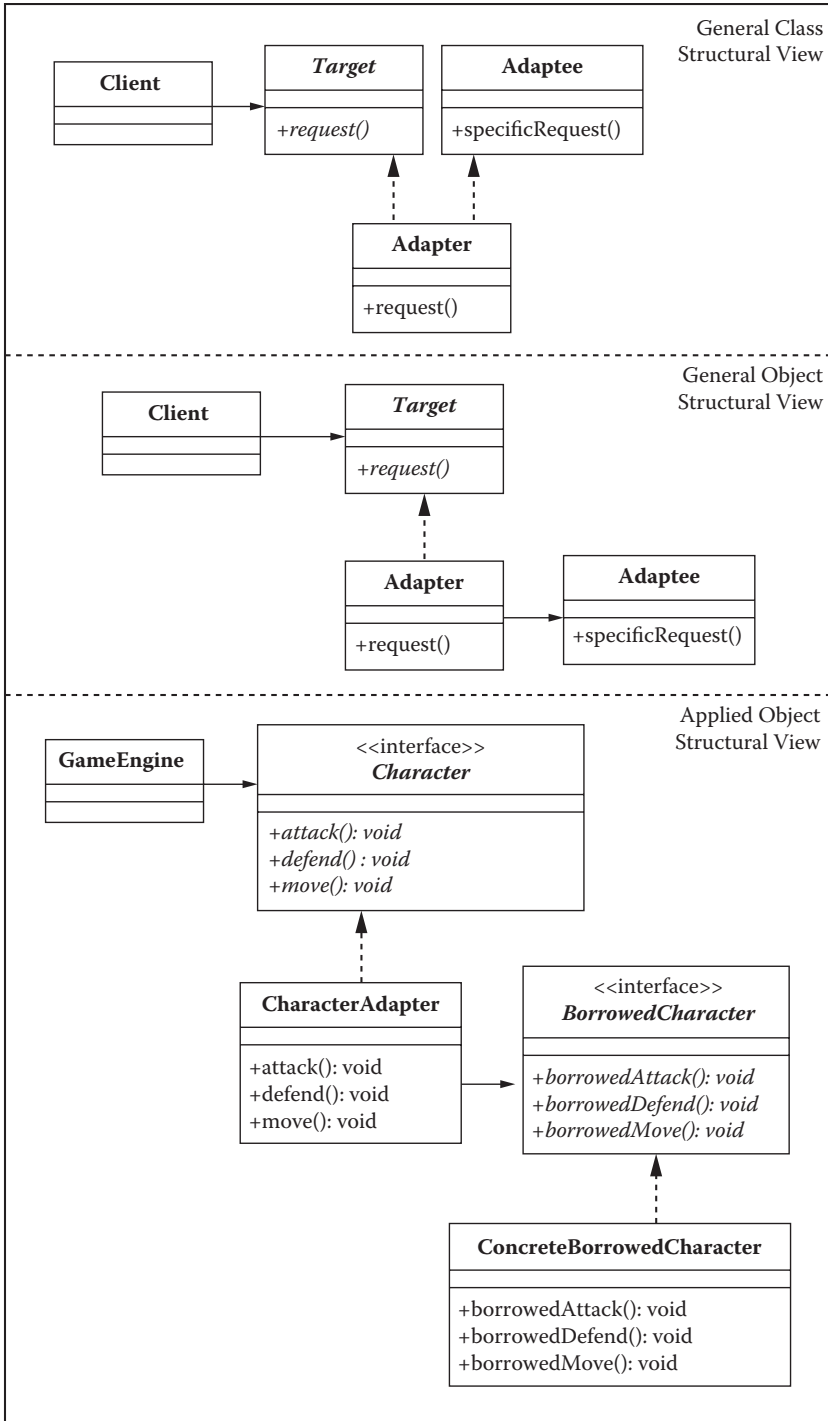 General Class
Structural View
Client
Target
+request()
Adaptee
+specificRequest()
Adapter
+request()
General Object
Structural View
Client
Target
+request()
Adapter
+request()
Adaptee
+specificRequest()
Applied Object
Structural View
GameEngine
<<interface>>
Character
+attack(): void
+defend() : void
+move(): void
CharacterAdapter
+attack(): void
+defend(): void
+move(): void
<<interface>>
BorrowedCharacter
+borrowedAttack(): void
+borrowedDefend(): void
+borrowedMove(): void
ConcreteBorrowedCharacter
+borrowedAttack(): void
+borrowedDefend(): void
+borrowedMove(): void